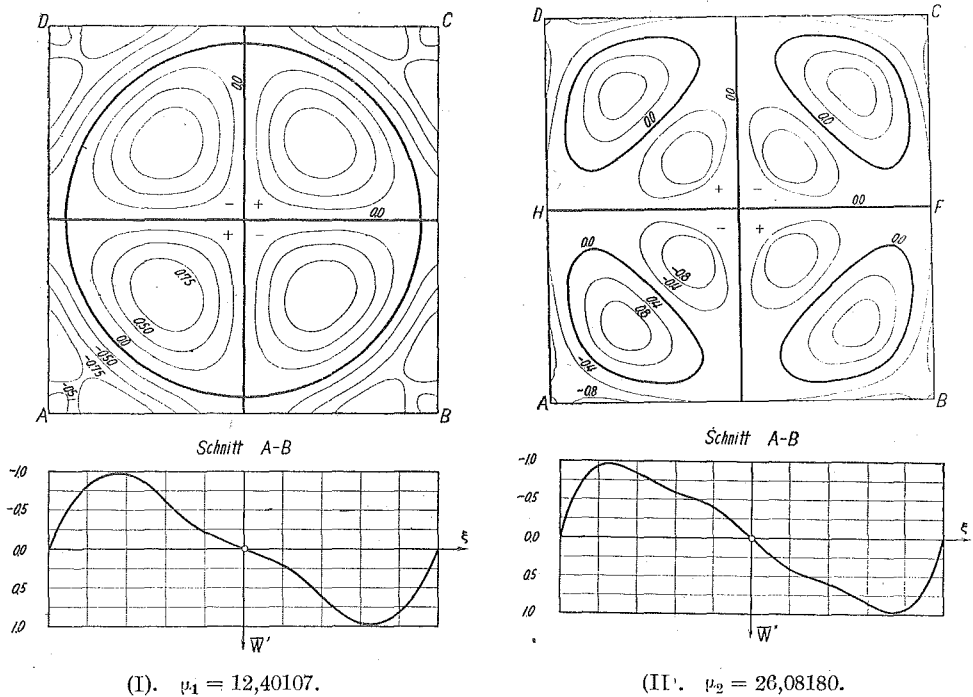 D C
0.0
- +
0.0
+ -
0.75
0.50
0.0
-0.50
-0.75
-0.5
A B
Schnitt A-B
-1.0
-0.5
0.0
0.5
1.0
ξ
W̅'
(I). μ₁ = 12,40107.
D C
0.0
0.0
0.0
+ -
H F
0.0
- +
0.0
0.0
-0.8
-0.4
0.4
0.8
-0.4
-0.8
A B
Schnitt A-B
-1.0
-0.5
0.0
0.5
1.0
ξ
W̅'
(II'. μ₂ = 26,08180.